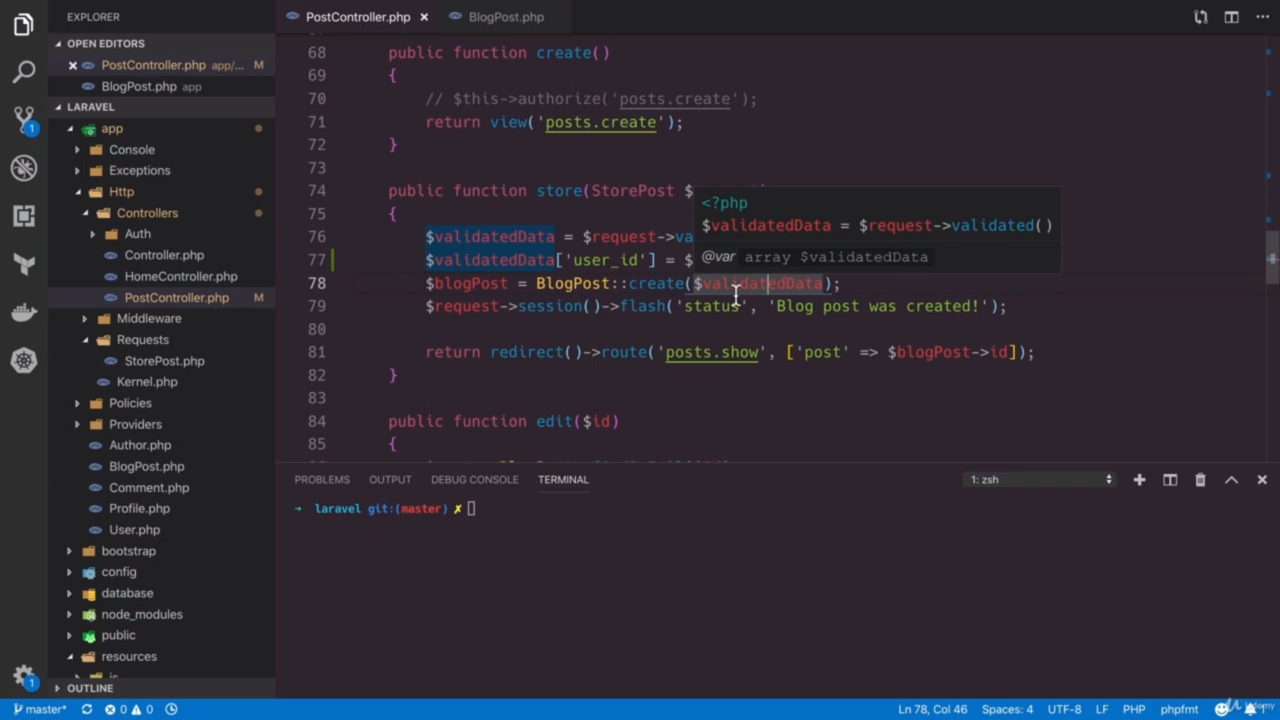 EXPLORER
OPEN EDITORS
PostController.php app/... M
BlogPost.php app
LARAVEL
app
Console
Exceptions
Http
Controllers
Auth
Controller.php
HomeController.php
PostController.php M
Middleware
Requests
StorePost.php
Kernel.php
Policies
Providers
Author.php
BlogPost.php
Comment.php
Profile.php
User.php
bootstrap
config
database
node_modules
public
resources
OUTLINE
PostController.php
BlogPost.php
68 public function create()
69 {
70 // $this->authorize('posts.create');
71 return view('posts.create');
72 }
73
74 public function store(StorePost $
75 {
76 $validatedData = $request->va
77 $validatedData['user_id'] = $
78 $blogPost = BlogPost::create($validatedData);
79 $request->session()->flash('status', 'Blog post was created!');
80
81 return redirect()->route('posts.show', ['post' => $blogPost->id]);
82 }
83
84 public function edit($id)
85 {
<?php
$validatedData = $request->validated()
@var array $validatedData
PROBLEMS OUTPUT DEBUG CONSOLE TERMINAL 1: zsh
→ laravel git:(master) ✗
1
1
master* 0 0 Ln 78, Col 46 Spaces: 4 UTF-8 LF PHP phpfmt 1
Udemy